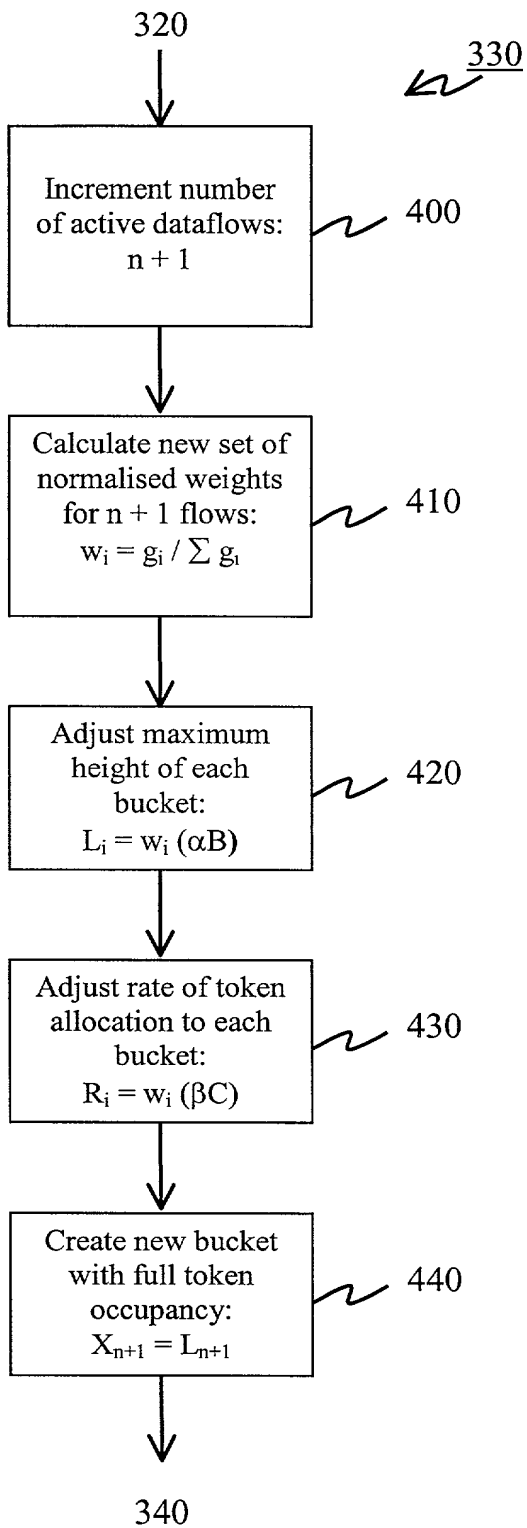 320
330
Increment number
of active dataflows:
n + 1
400
Calculate new set of
normalised weights
for n + 1 flows:
wᵢ = gᵢ / ∑ gᵢ
410
Adjust maximum
height of each
bucket:
Lᵢ = wᵢ (αB)
420
Adjust rate of token
allocation to each
bucket:
Rᵢ = wᵢ (βC)
430
Create new bucket
with full token
occupancy:
Xₙ₊₁ = Lₙ₊₁
440
340